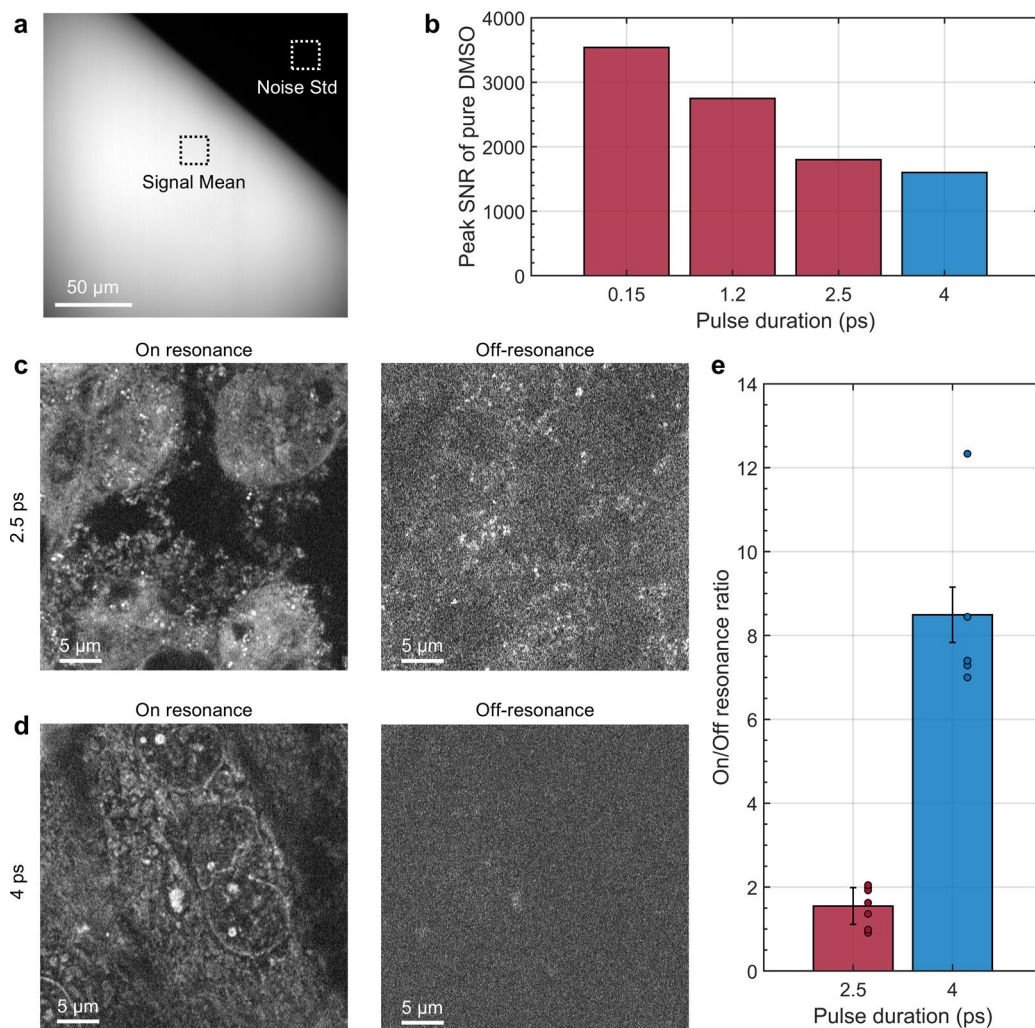 a
Noise Std
Signal Mean
50 µm
b
Peak SNR of pure DMSO
4000
3000
2000
1000
0
0.15 1.2 2.5 4
Pulse duration (ps)
c
On resonance
Off-resonance
2.5 ps
5 µm
5 µm
d
On resonance
Off-resonance
4 ps
5 µm
5 µm
e
On/Off resonance ratio
14
12
10
8
6
4
2
0
2.5 4
Pulse duration (ps)